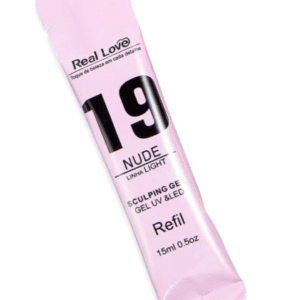 Real Love
Toque de beleza em cada detalhe
19
NUDE
LINHA LIGHT
SCULPING GE
GEL UV &LED
Refil
15ml 0.5oz